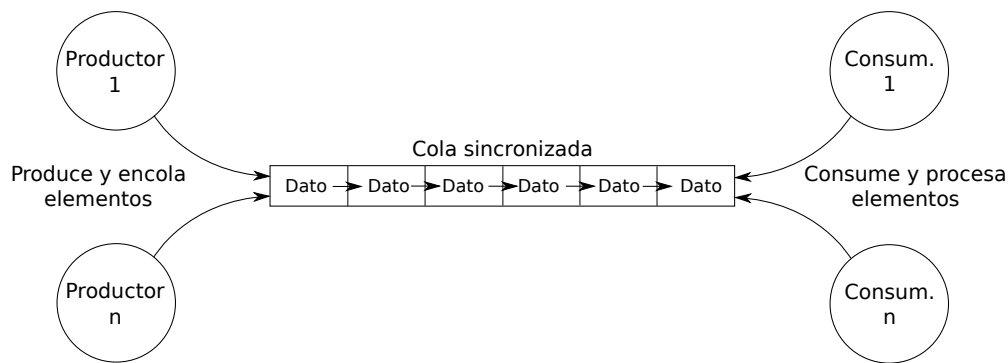 Productor
1
Consum.
1
Cola sincronizada
Produce y encola
elementos
Dato Dato Dato Dato Dato Dato
Consume y procesa
elementos
Productor
n
Consum.
n